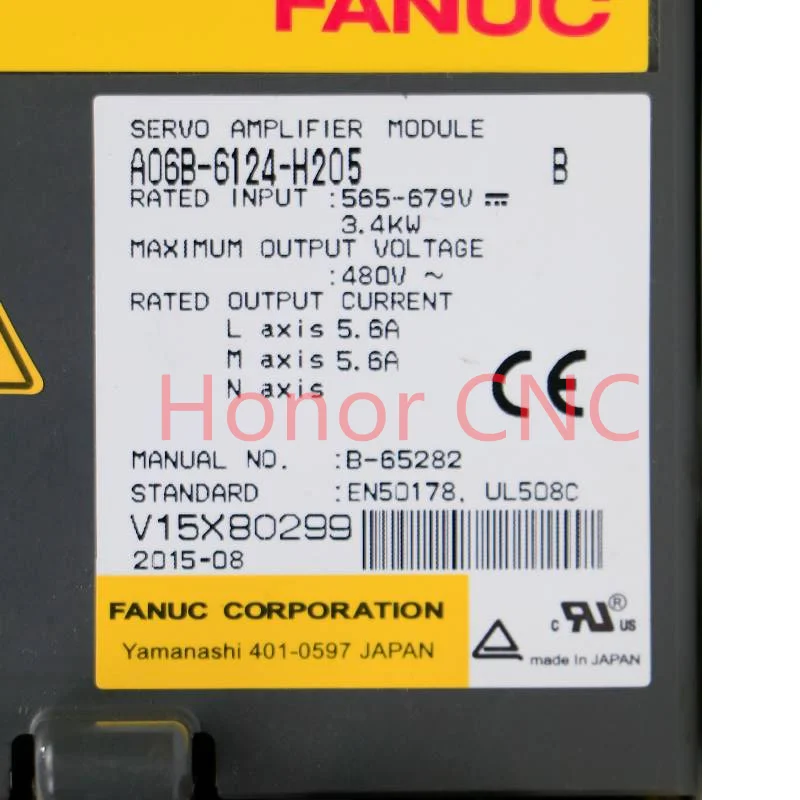 FANUC
SERVO AMPLIFIER MODULE
A06B-6124-H205 B
RATED INPUT :565-679V ⎓
3.4KW
MAXIMUM OUTPUT VOLTAGE
:480V ~
RATED OUTPUT CURRENT
L axis 5.6A
M axis 5.6A
N axis
CE
Honor CNC
MANUAL NO. :B-65282
STANDARD :EN50178, UL508C
V15X80299
2015-08
FANUC CORPORATION
Yamanashi 401-0597 JAPAN
c RU® US
made in JAPAN